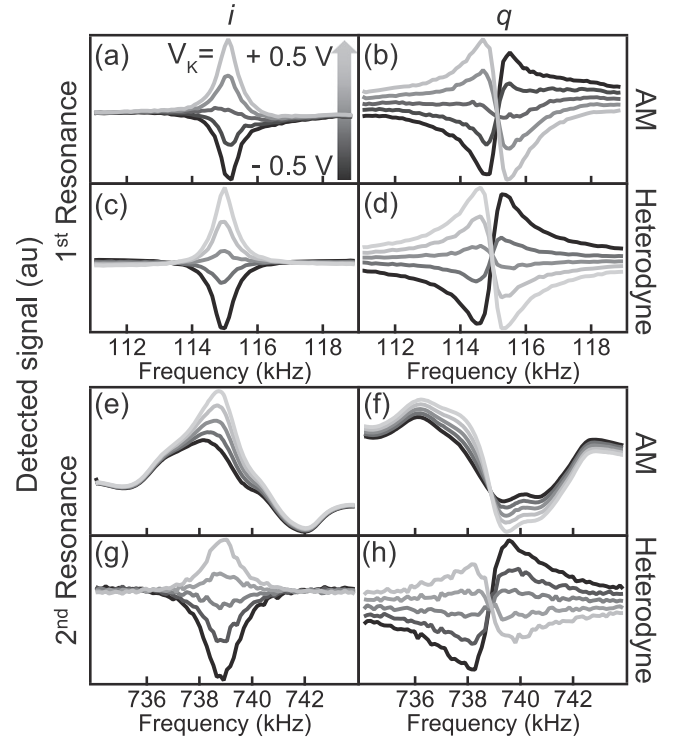 i q
(a) V_K= + 0.5 V
- 0.5 V
(b)
AM
1st Resonance
(c)
(d)
Heterodyne
112 114 116 118 112 114 116 118
Frequency (kHz) Frequency (kHz)
Detected signal (au)
(e)
(f)
AM
2nd Resonance
(g)
(h)
Heterodyne
736 738 740 742 736 738 740 742
Frequency (kHz) Frequency (kHz)